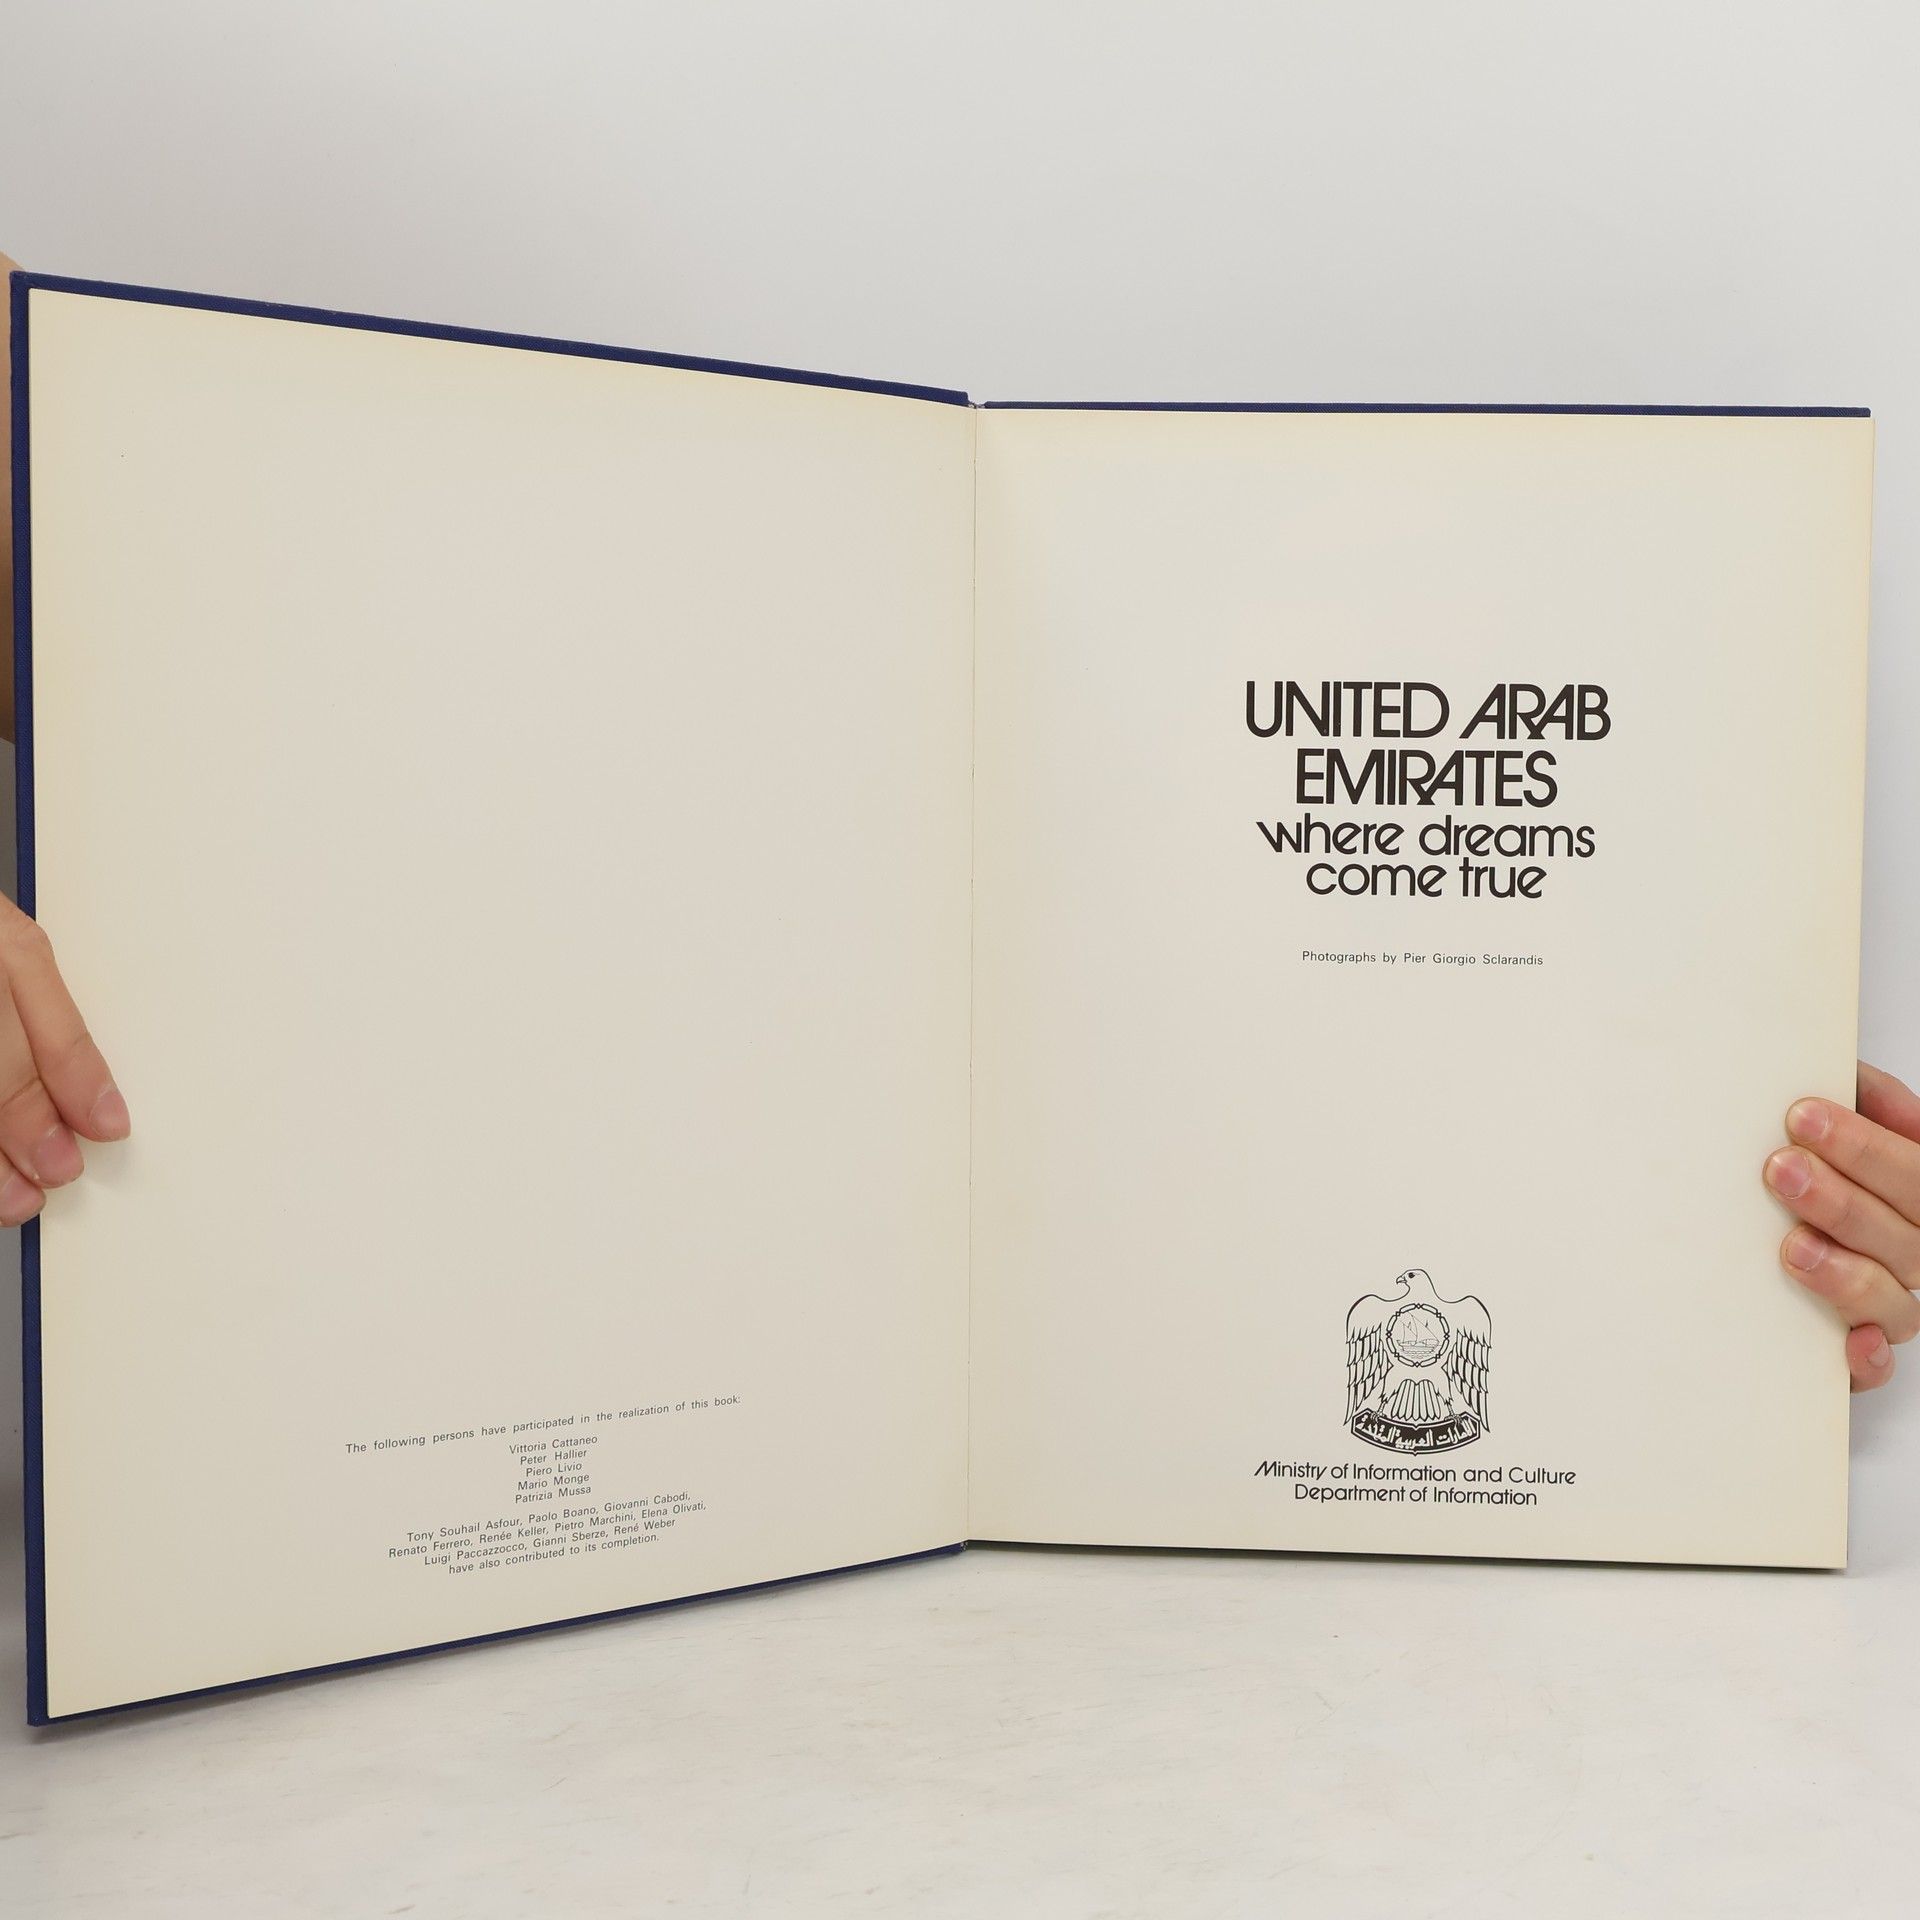 The following persons have participated in the realization of this book:
Vittoria Cattaneo
Peter Hallier
Piero Livio
Mario Monge
Patrizia Mussa
Tony Souhail Asfour, Paolo Boano, Giovanni Cabodi,
Renato Ferrero, Renée Keller, Pietro Marchini, Elena Olivati,
Luigi Paccazzocco, Gianni Sberze, René Weber
have also contributed to its completion.
UNITED ARAB
EMIRATES
where dreams
come true
Photographs by Pier Giorgio Sclarandis
الامارات العربية المتحدة
Ministry of Information and Culture
Department of Information